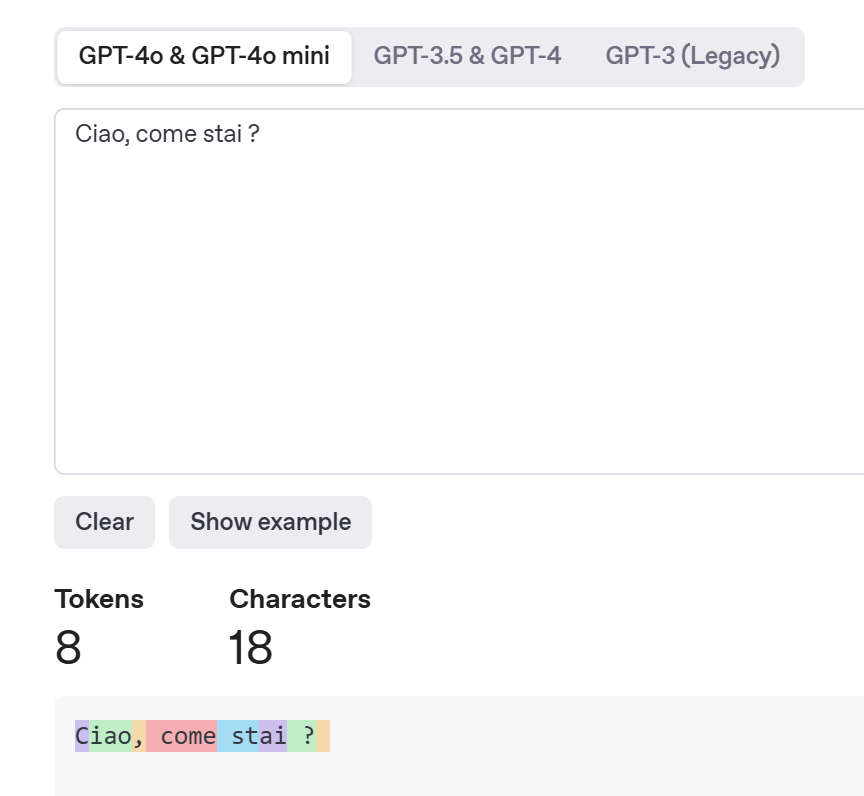 GPT-4o & GPT-4o mini GPT-3.5 & GPT-4 GPT-3 (Legacy)
Ciao, come stai ?
Clear Show example
Tokens Characters
8 18
Ciao, come stai ?